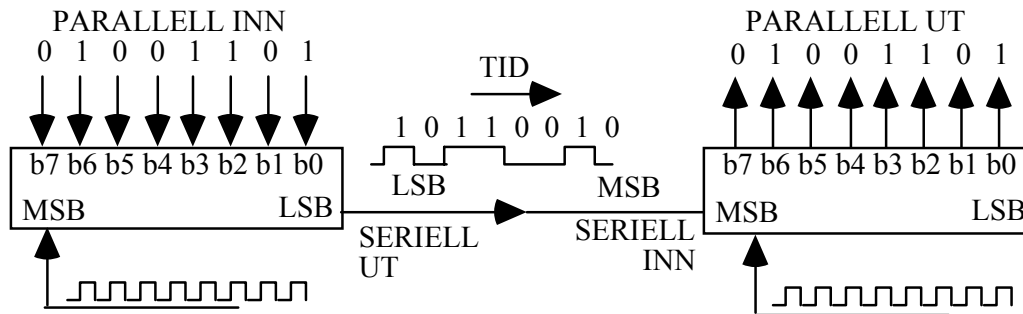 PARALLELL INN
0 1 0 0 1 1 0 1
b7 b6 b5 b4 b3 b2 b1 b0
MSB LSB
TID
1 0 1 1 0 0 1 0
LSB MSB
SERIELL
UT
SERIELL
INN
PARALLELL UT
0 1 0 0 1 1 0 1
b7 b6 b5 b4 b3 b2 b1 b0
MSB LSB